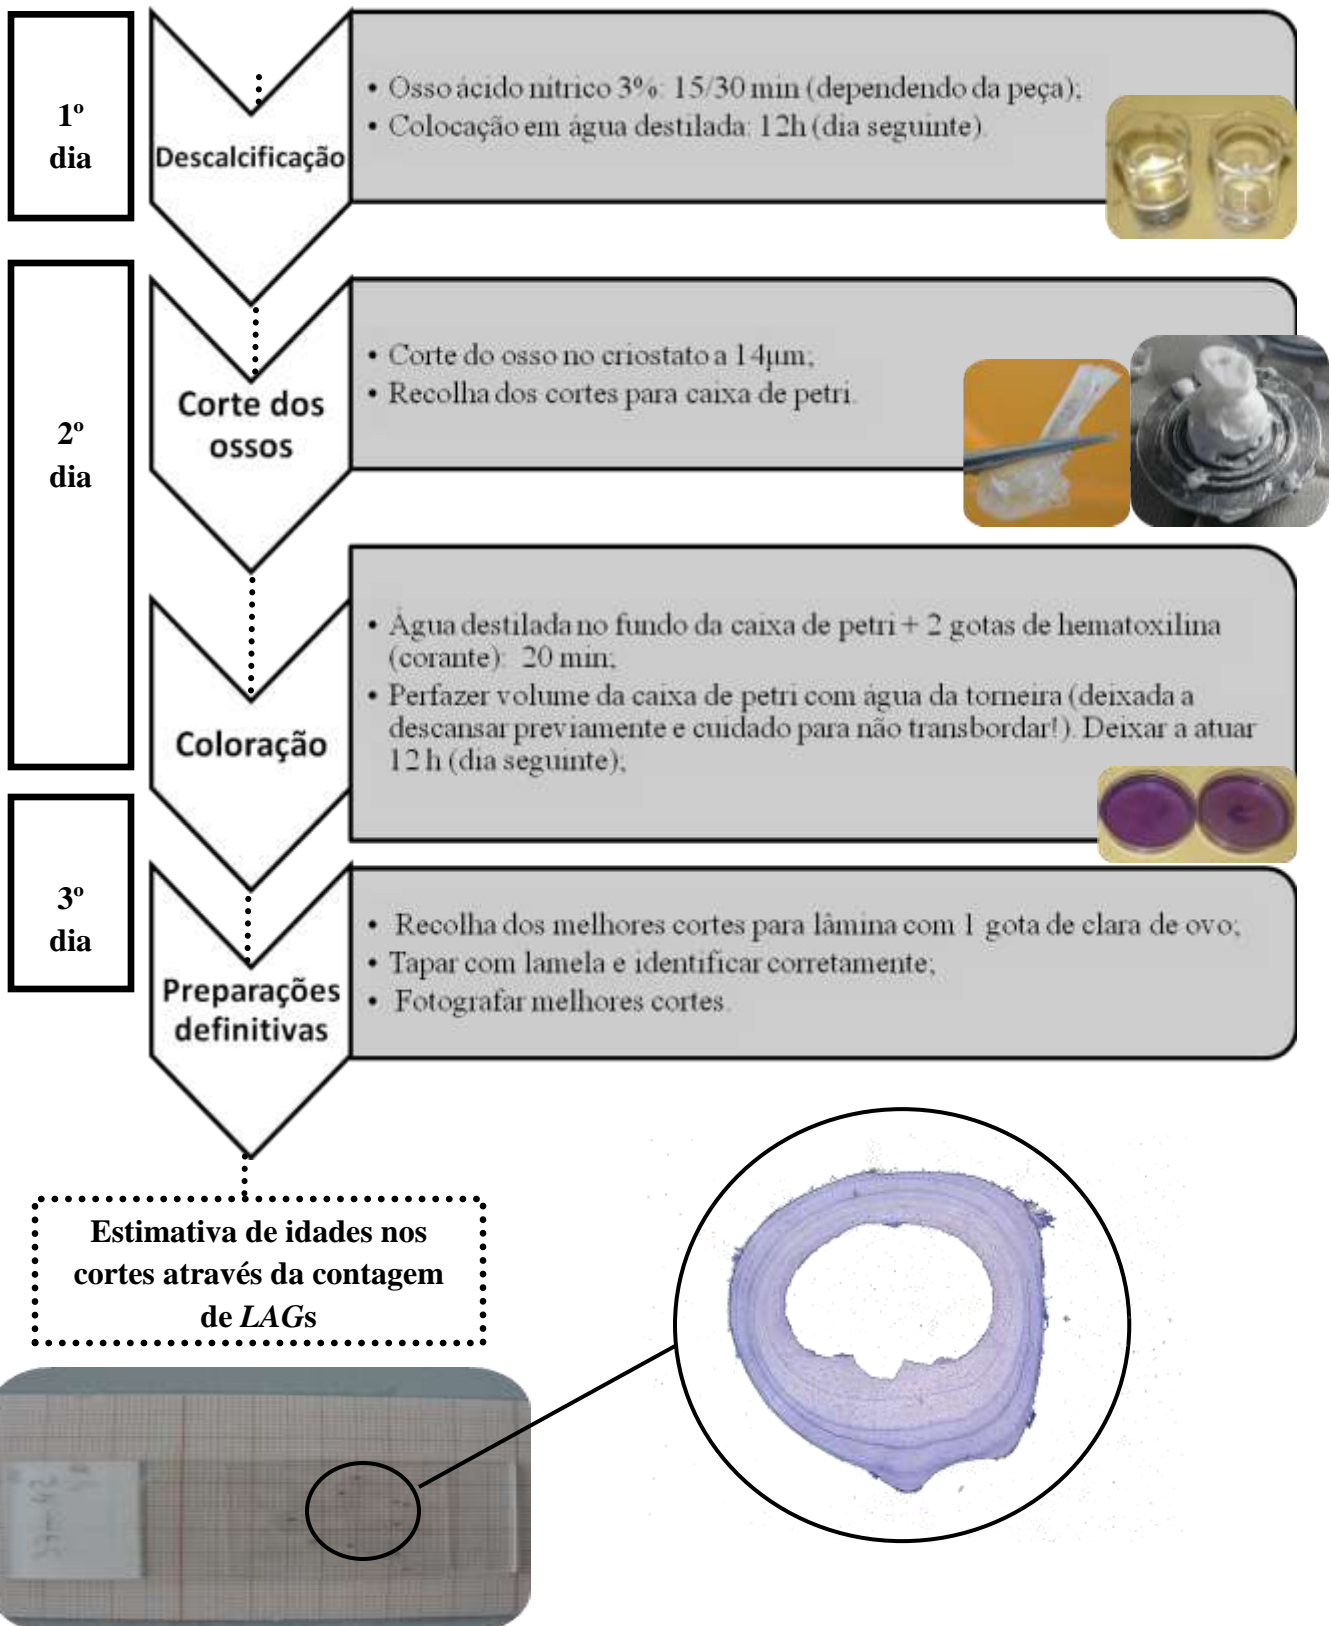 1º
dia
Descalcificação
• Osso ácido nítrico 3%: 15/30 min (dependendo da peça);
• Colocação em água destilada: 12h (dia seguinte).
2º
dia
Corte dos
ossos
• Corte do osso no criostato a 14µm;
• Recolha dos cortes para caixa de petri.
Coloração
• Água destilada no fundo da caixa de petri + 2 gotas de hematoxilina
(corante): 20 min;
• Perfazer volume da caixa de petri com água da torneira (deixada a
descansar previamente e cuidado para não transbordar!). Deixar a atuar
12 h (dia seguinte);
3º
dia
Preparações
definitivas
• Recolha dos melhores cortes para lâmina com 1 gota de clara de ovo;
• Tapar com lamela e identificar corretamente;
• Fotografar melhores cortes.
Estimativa de idades nos
cortes através da contagem
de LAGs